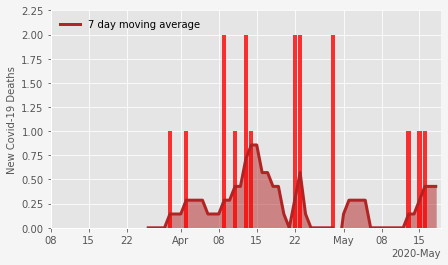 2.25
7 day moving average
2.00
1.75
1.50
1.25
1.00
0.75
0.50
0.25
0.00
New Covid-19 Deaths
08 15 22 Apr 08 15 22 May 08 15
2020-May